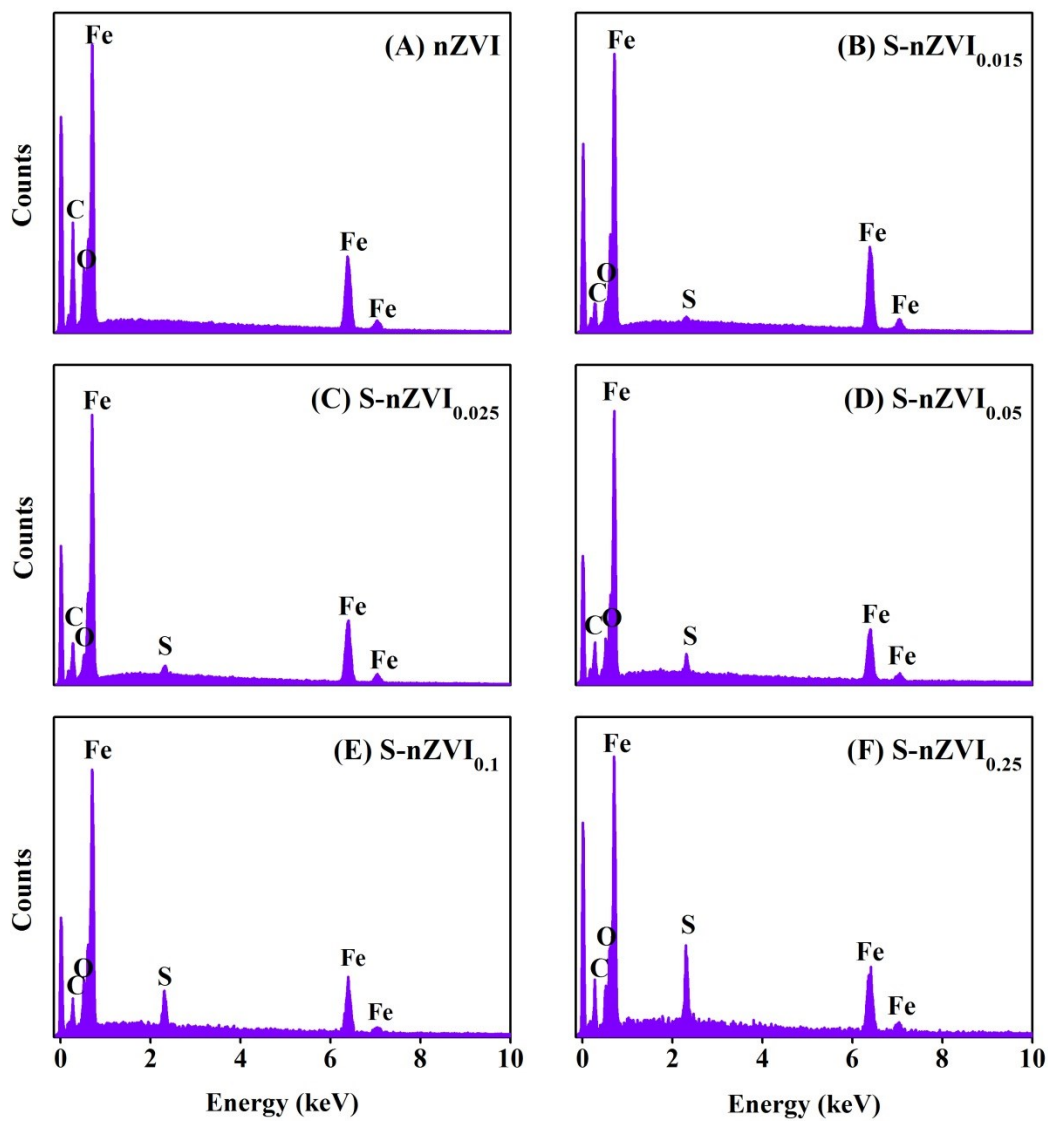 (A) nZVI
Fe
C
O
Fe
Fe
Counts
(B) S-nZVI0.015
Fe
C
O
S
Fe
Fe
(C) S-nZVI0.025
Fe
C
O
S
Fe
Fe
Counts
(D) S-nZVI0.05
Fe
C
O
S
Fe
Fe
(E) S-nZVI0.1
Fe
C
O
S
Fe
Fe
Counts
0 2 4 6 8 10
Energy (keV)
(F) S-nZVI0.25
Fe
O
C
S
Fe
Fe
0 2 4 6 8 10
Energy (keV)